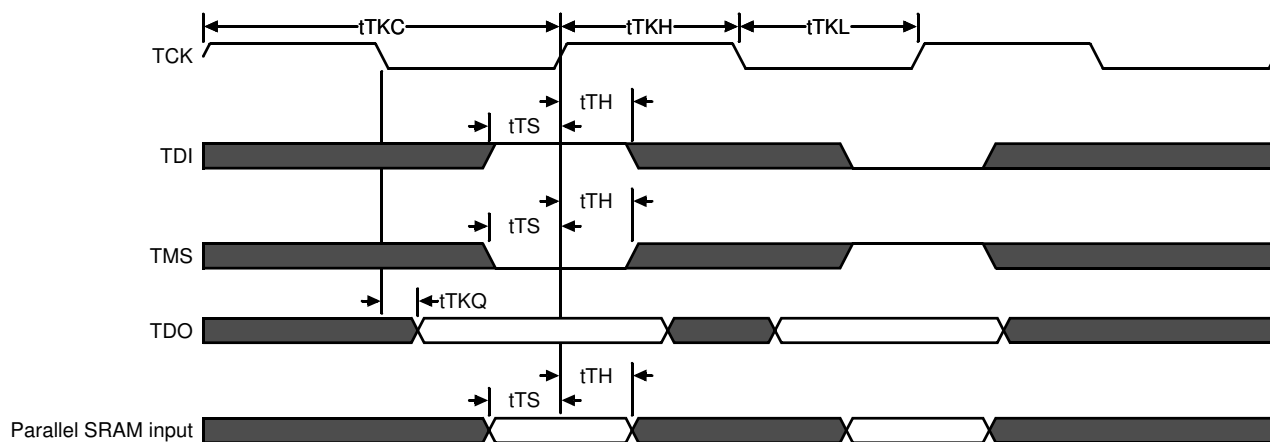 tTKC tTKH tTKL
TCK
tTH
tTS
TDI
tTH
tTS
TMS
tTKQ
TDO
tTH
tTS
Parallel SRAM input